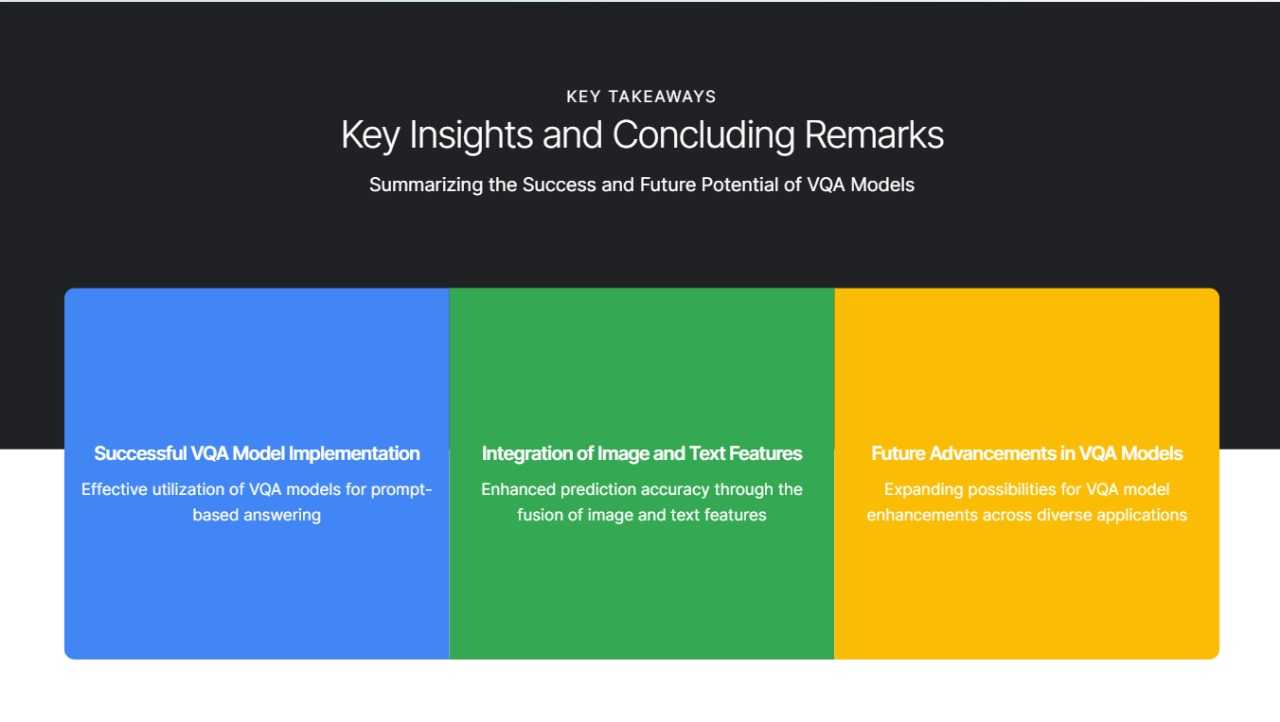 KEY TAKEAWAYS
Key Insights and Concluding Remarks
Summarizing the Success and Future Potential of VQA Models
Successful VQA Model Implementation
Effective utilization of VQA models for prompt-
based answering
Integration of Image and Text Features
Enhanced prediction accuracy through the
fusion of image and text features
Future Advancements in VQA Models
Expanding possibilities for VQA model
enhancements across diverse applications